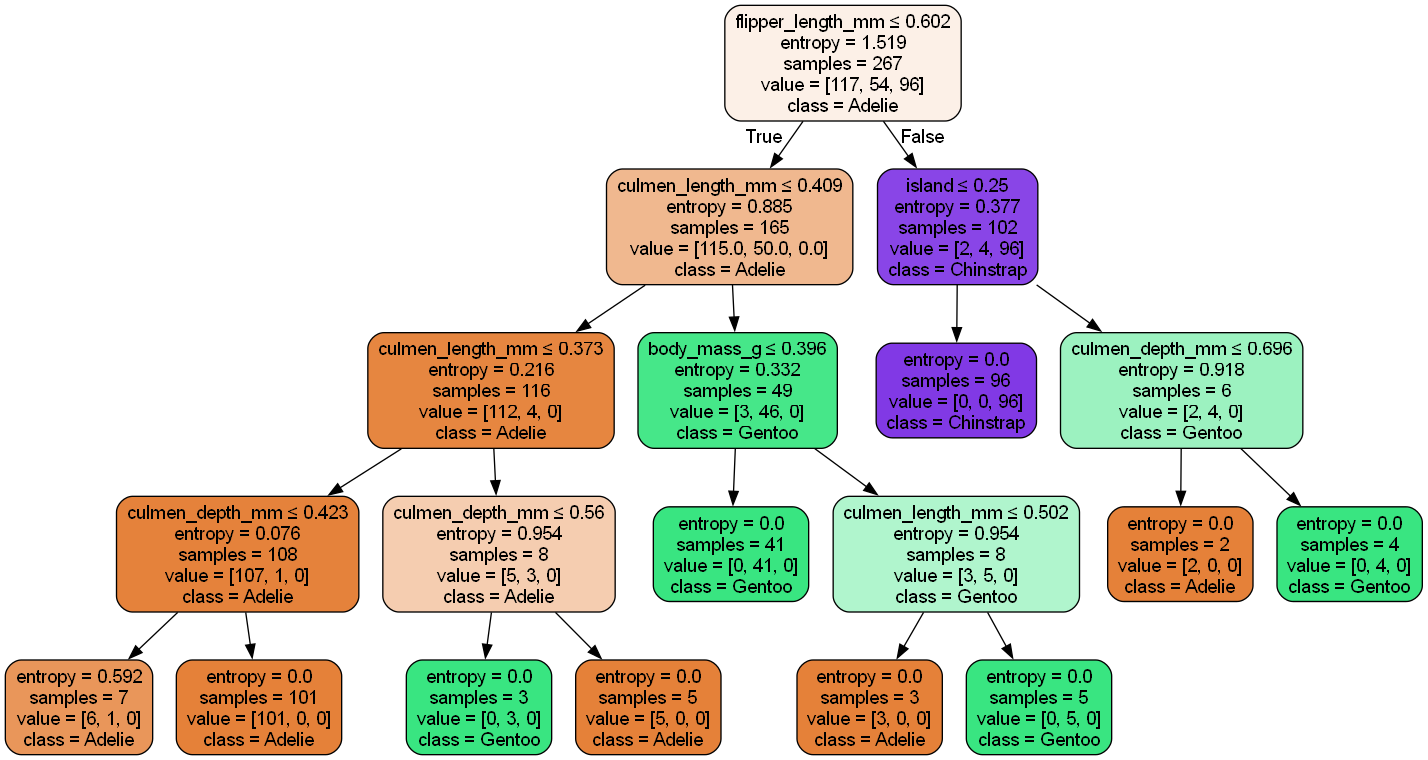 flipper_length_mm ≤ 0.602
entropy = 1.519
samples = 267
value = [117, 54, 96]
class = Adelie
True
False
culmen_length_mm ≤ 0.409
entropy = 0.885
samples = 165
value = [115.0, 50.0, 0.0]
class = Adelie
island ≤ 0.25
entropy = 0.377
samples = 102
value = [2, 4, 96]
class = Chinstrap
culmen_length_mm ≤ 0.373
entropy = 0.216
samples = 116
value = [112, 4, 0]
class = Adelie
body_mass_g ≤ 0.396
entropy = 0.332
samples = 49
value = [3, 46, 0]
class = Gentoo
entropy = 0.0
samples = 96
value = [0, 0, 96]
class = Chinstrap
culmen_depth_mm ≤ 0.696
entropy = 0.918
samples = 6
value = [2, 4, 0]
class = Gentoo
culmen_depth_mm ≤ 0.423
entropy = 0.076
samples = 108
value = [107, 1, 0]
class = Adelie
culmen_depth_mm ≤ 0.56
entropy = 0.954
samples = 8
value = [5, 3, 0]
class = Adelie
entropy = 0.0
samples = 41
value = [0, 41, 0]
class = Gentoo
culmen_length_mm ≤ 0.502
entropy = 0.954
samples = 8
value = [3, 5, 0]
class = Gentoo
entropy = 0.0
samples = 2
value = [2, 0, 0]
class = Adelie
entropy = 0.0
samples = 4
value = [0, 4, 0]
class = Gentoo
entropy = 0.592
samples = 7
value = [6, 1, 0]
class = Adelie
entropy = 0.0
samples = 101
value = [101, 0, 0]
class = Adelie
entropy = 0.0
samples = 3
value = [0, 3, 0]
class = Gentoo
entropy = 0.0
samples = 5
value = [5, 0, 0]
class = Adelie
entropy = 0.0
samples = 3
value = [3, 0, 0]
class = Adelie
entropy = 0.0
samples = 5
value = [0, 5, 0]
class = Gentoo